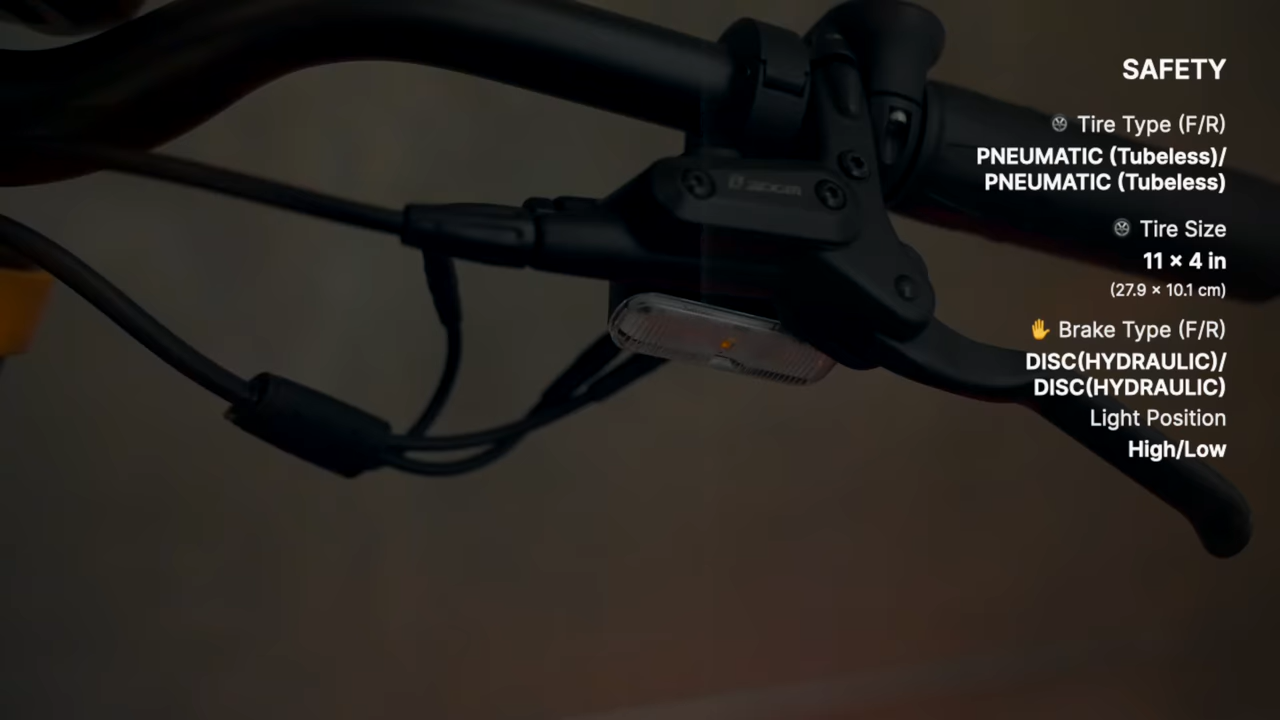 SAFETY
Tire Type (F/R)
PNEUMATIC (Tubeless)/
PNEUMATIC (Tubeless)
Tire Size
11 × 4 in
(27.9 × 10.1 cm)
Brake Type (F/R)
DISC(HYDRAULIC)/
DISC(HYDRAULIC)
Light Position
High/Low
zoom